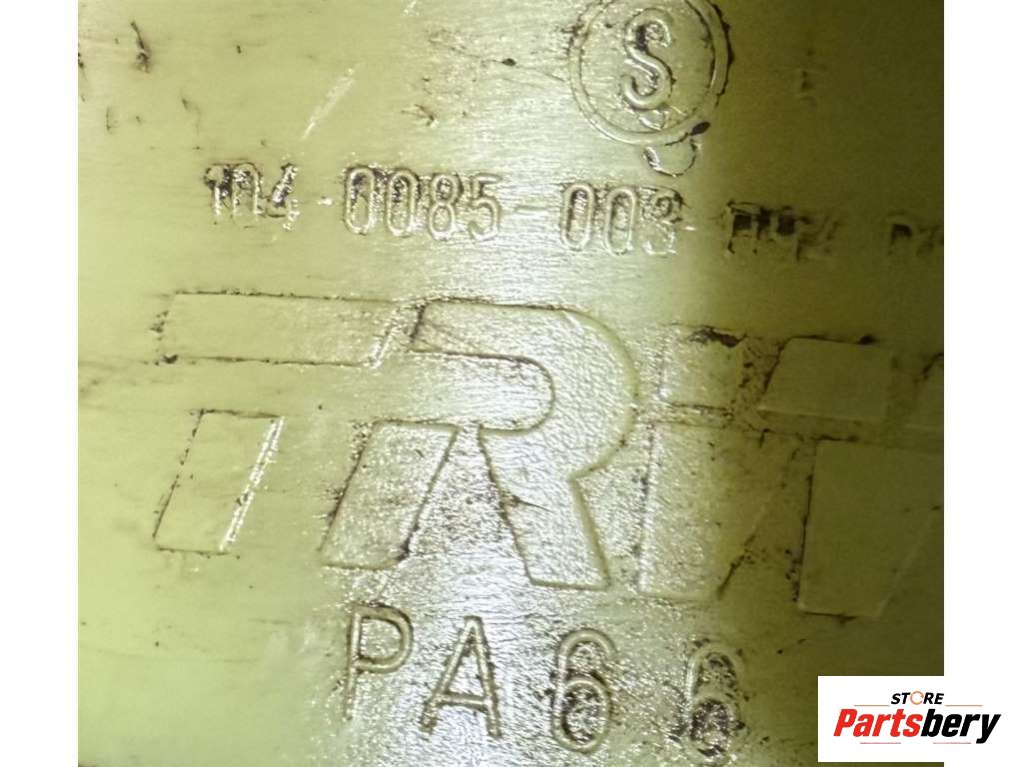 S
104-0085-003
TRW
PA66
STORE
Partsbery